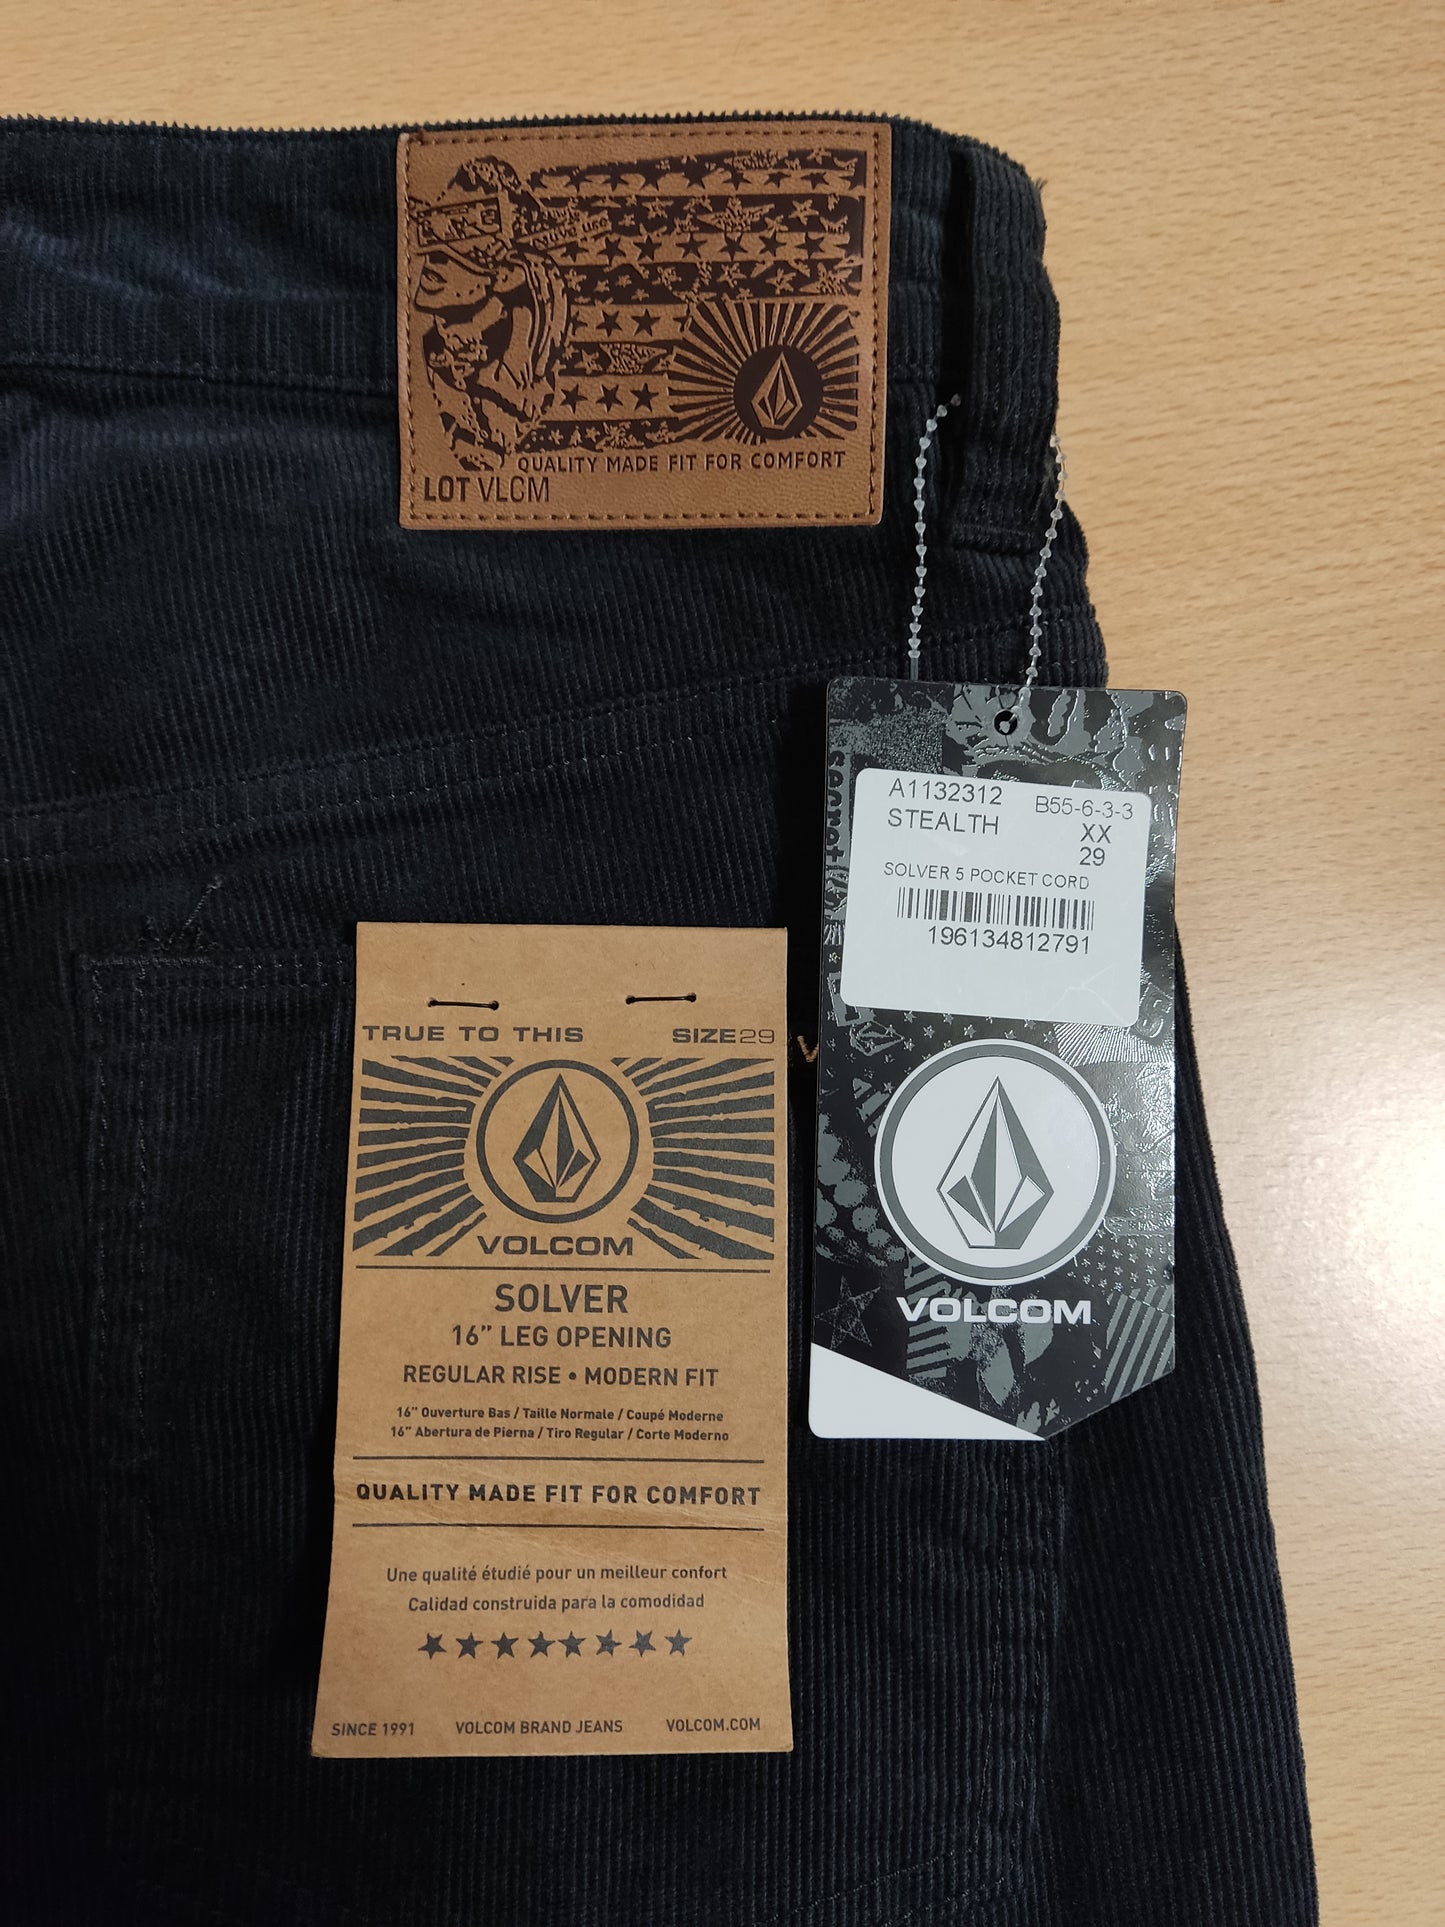 QUALITY MADE FIT FOR COMFORT
LOT VLCM
A1132312
B55-6-3-3
STEALTH
XX
29
SOLVER 5 POCKET CORD
196134812791
VOLCOM
TRUE TO THIS
SIZE29
VOLCOM
SOLVER
16” LEG OPENING
REGULAR RISE • MODERN FIT
16” Ouverture Bas / Taille Normale / Coupé Moderne
16” Abertura de Pierna / Tiro Regular / Corte Moderno
QUALITY MADE FIT FOR COMFORT
Une qualité étudié pour un meilleur confort
Calidad construida para la comodidad
SINCE 1991
VOLCOM BRAND JEANS
VOLCOM.COM